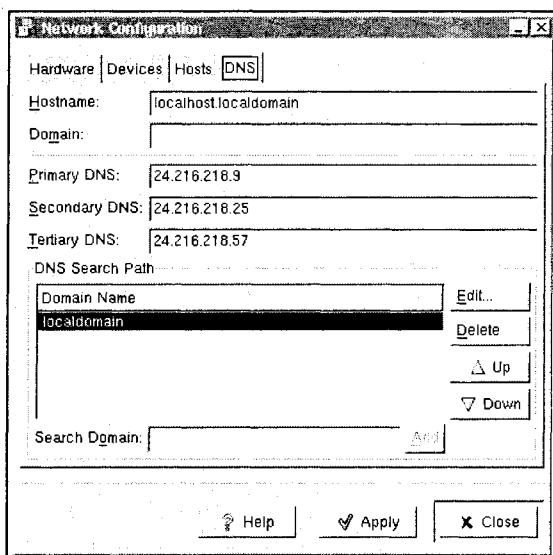 Network Configuration
Hardware Devices Hosts DNS
Hostname: localhost.localdomain
Domain:
Primary DNS: 24.216.218.9
Secondary DNS: 24.216.218.25
Tertiary DNS: 24.216.218.57
DNS Search Path
Domain Name
localdomain
Edit...
Delete
Up
Down
Search Domain:
Add
Help Apply Close